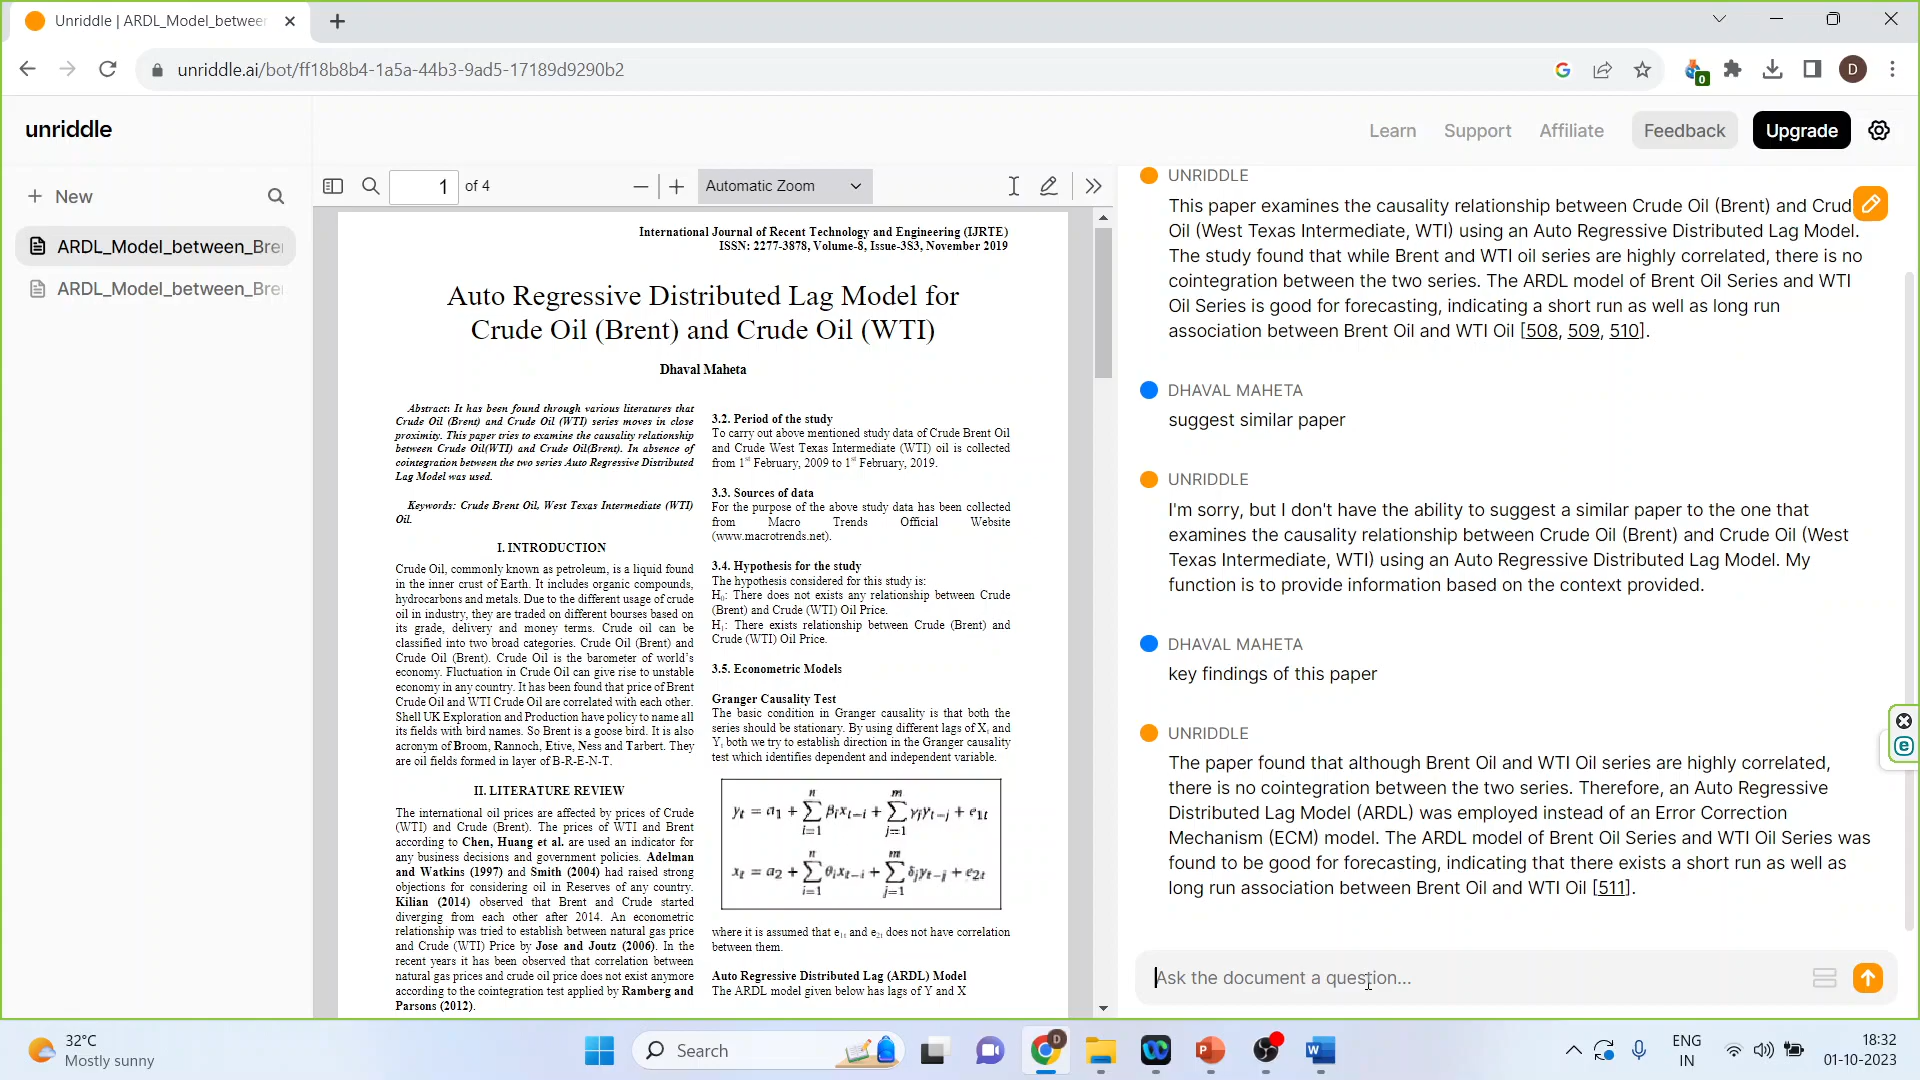 Unriddle | ARDL_Model_between
unriddle.ai/bot/ff18b8b4-1a5a-44b3-9ad5-17189d9290b2
0
D
unriddle
Learn
Support
Affiliate
Feedback
Upgrade
+ New
ARDL_Model_between_Bre
ARDL_Model_between_Bre
1 of 4
Automatic Zoom
International Journal of Recent Technology and Engineering (IJRTE)
ISSN: 2277-3878, Volume-8, Issue-3S3, November 2019
Auto Regressive Distributed Lag Model for
Crude Oil (Brent) and Crude Oil (WTI)
Dhaval Maheta
Abstract: It has been found through various literatures that
Crude Oil (Brent) and Crude Oil (WTI) series moves in close
proximity. This paper tries to examine the causality relationship
between Crude Oil(WTI) and Crude Oil(Brent). In absence of
cointegration between the two series Auto Regressive Distributed
Lag Model was used.
Keywords: Crude Brent Oil, West Texas Intermediate (WTI)
Oil.
I. INTRODUCTION
Crude Oil, commonly known as petroleum, is a liquid found
in the inner crust of Earth. It includes organic compounds,
hydrocarbons and metals. Due to the different usage of crude
oil in industry, they are traded on different bourses based on
its grade, delivery and money terms. Crude oil can be
classified into two broad categories. Crude Oil (Brent) and
Crude Oil (Brent). Crude Oil is the barometer of world's
economy. Fluctuation in Crude Oil can give rise to unstable
economy in any country. It has been found that price of Brent
Crude Oil and WTI Crude Oil are correlated with each other.
Shell UK Exploration and Production have policy to name all
its fields with bird names. So Brent is a goose bird. It is also
acronym of Broom, Rannoch, Etive, Ness and Tarbert. They
are oil fields formed in layer of B-R-E-N-T.
II. LITERATURE REVIEW
The international oil prices are affected by prices of Crude
(WTI) and Crude (Brent). The prices of WTI and Brent
according to Chen, Huang et al. are used an indicator for
any business decisions and government policies. Adelman
and Watkins (1997) and Smith (2004) had raised strong
objections for considering oil in Reserves of any country.
Kilian (2014) observed that Brent and Crude started
diverging from each other after 2014. An econometric
relationship was tried to establish between natural gas price
and Crude (WTI) Price by Jose and Joutz (2006). In the
recent years it has been observed that correlation between
natural gas prices and crude oil price does not exist anymore
according to the cointegration test applied by Ramberg and
Parsons (2012).
3.2. Period of the study
To carry out above mentioned study data of Crude Brent Oil
and Crude West Texas Intermediate (WTI) oil is collected
from 1st February, 2009 to 1st February, 2019.
3.3. Sources of data
For the purpose of the above study data has been collected
from Macro Trends Official Website
(www.macrotrends.net).
3.4. Hypothesis for the study
The hypothesis considered for this study is:
H₀: There does not exists any relationship between Crude
(Brent) and Crude (WTI) Oil Price.
H₁: There exists relationship between Crude (Brent) and
Crude (WTI) Oil Price.
3.5. Econometric Models
Granger Causality Test
The basic condition in Granger causality is that both the
series should be stationary. By using different lags of Xt and
Yt both we try to establish direction in the Granger causality
test which identifies dependent and independent variable.
yt = a1 + ∑(i=1 to n) βi xt−i + ∑(j=1 to m) γj yt−j + e1t
xt = a2 + ∑(i=1 to n) θi xt−i + ∑(j=1 to m) δj yt−j + e2t
where it is assumed that e1t and e2t does not have correlation
between them.
Auto Regressive Distributed Lag (ARDL) Model
The ARDL model given below has lags of Y and X
UNRIDDLE
This paper examines the causality relationship between Crude Oil (Brent) and Crud
Oil (West Texas Intermediate, WTI) using an Auto Regressive Distributed Lag Model.
The study found that while Brent and WTI oil series are highly correlated, there is no
cointegration between the two series. The ARDL model of Brent Oil Series and WTI
Oil Series is good for forecasting, indicating a short run as well as long run
association between Brent Oil and WTI Oil [508, 509, 510].
DHAVAL MAHETA
suggest similar paper
UNRIDDLE
I'm sorry, but I don't have the ability to suggest a similar paper to the one that
examines the causality relationship between Crude Oil (Brent) and Crude Oil (West
Texas Intermediate, WTI) using an Auto Regressive Distributed Lag Model. My
function is to provide information based on the context provided.
DHAVAL MAHETA
key findings of this paper
UNRIDDLE
The paper found that although Brent Oil and WTI Oil series are highly correlated,
there is no cointegration between the two series. Therefore, an Auto Regressive
Distributed Lag Model (ARDL) was employed instead of an Error Correction
Mechanism (ECM) model. The ARDL model of Brent Oil Series and WTI Oil Series was
found to be good for forecasting, indicating that there exists a short run as well as
long run association between Brent Oil and WTI Oil [511].
Ask the document a question...
32°C
Mostly sunny
Search
ENG
IN
18:32
01-10-2023